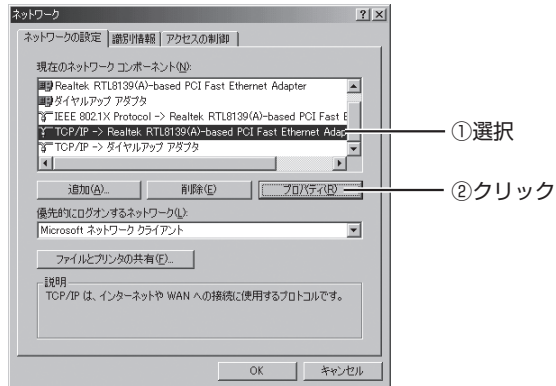 ネットワーク
ネットワークの設定 識別情報 アクセスの制御
現在のネットワーク コンポーネント(N):
Realtek RTL8139(A)-based PCI Fast Ethernet Adapter
ダイヤルアップ アダプタ
IEEE 802.1X Protocol -> Realtek RTL8139(A)-based PCI Fast E
TCP/IP -> Realtek RTL8139(A)-based PCI Fast Ethernet Adap
①選択
TCP/IP -> ダイヤルアップ アダプタ
追加(A)... 削除(E) プロパティ(R)
②クリック
優先的にログオンするネットワーク(L):
Microsoft ネットワーク クライアント
ファイルとプリンタの共有(F)...
説明
TCP/IP は、インターネットや WAN への接続に使用するプロトコルです。
OK キャンセル